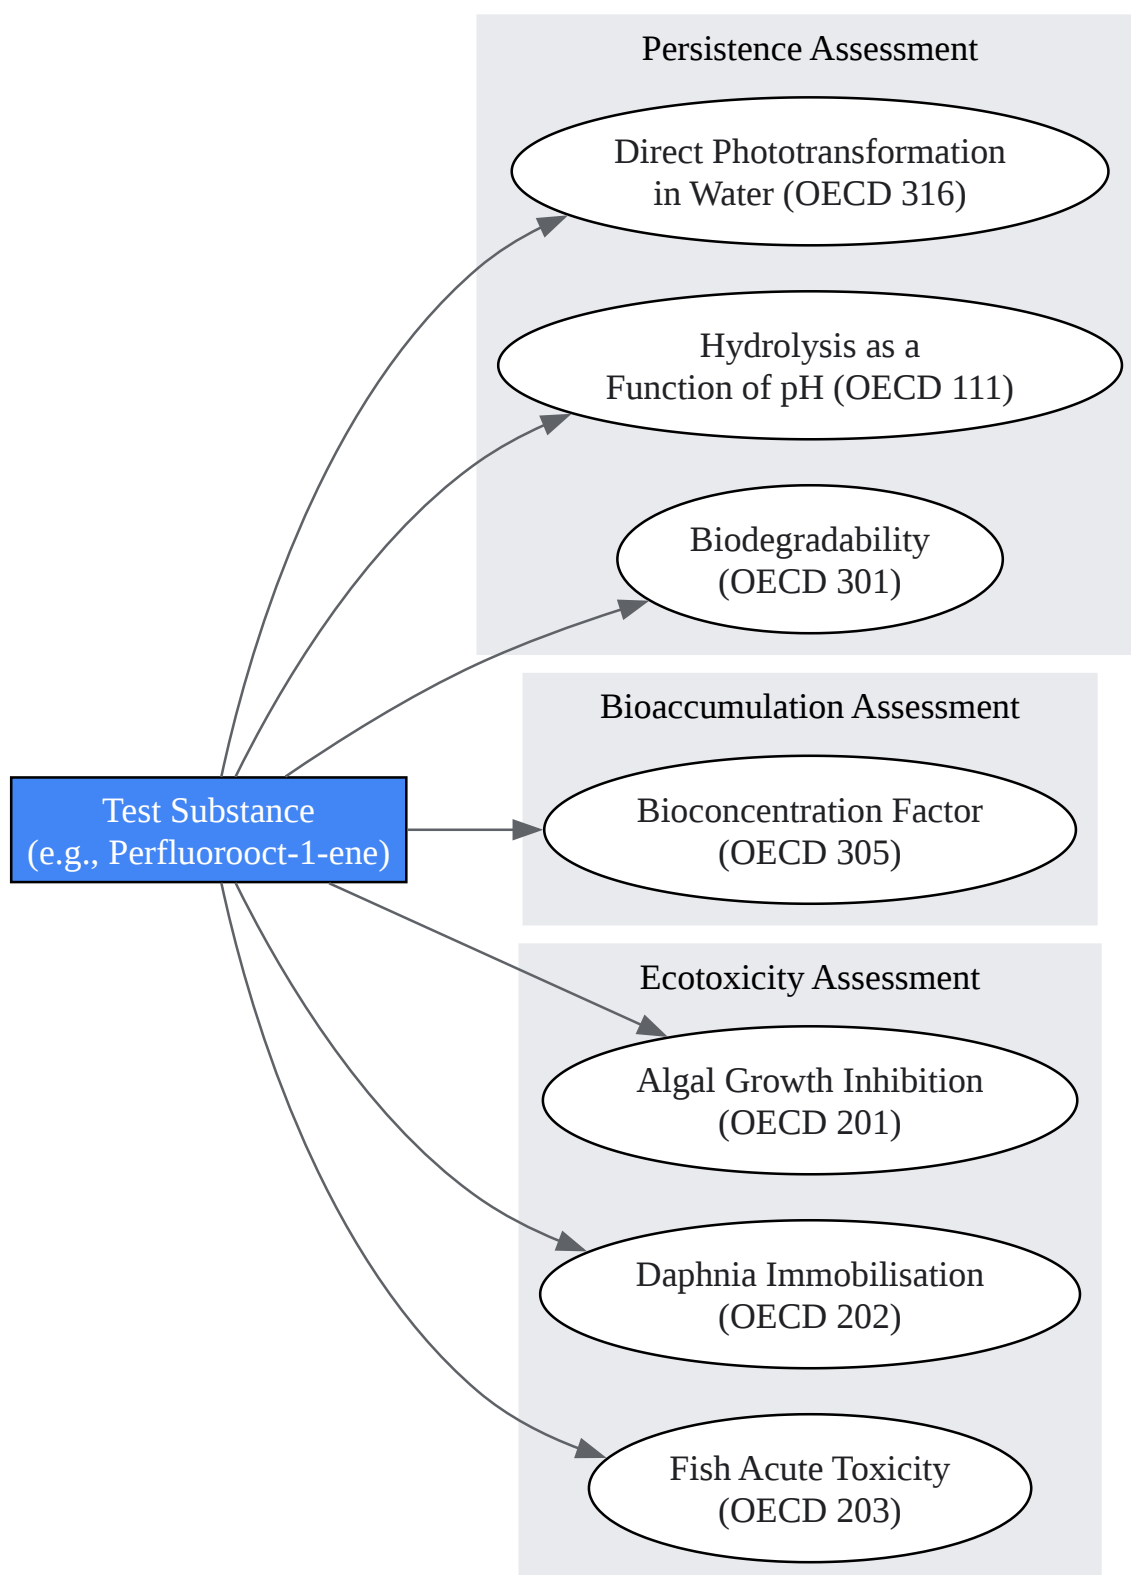 Persistence Assessment
Direct Phototransformation
in Water (OECD 316)
Hydrolysis as a
Function of pH (OECD 111)
Biodegradability
(OECD 301)
Bioaccumulation Assessment
Test Substance
(e.g., Perfluorooct-1-ene)
Bioconcentration Factor
(OECD 305)
Ecotoxicity Assessment
Algal Growth Inhibition
(OECD 201)
Daphnia Immobilisation
(OECD 202)
Fish Acute Toxicity
(OECD 203)